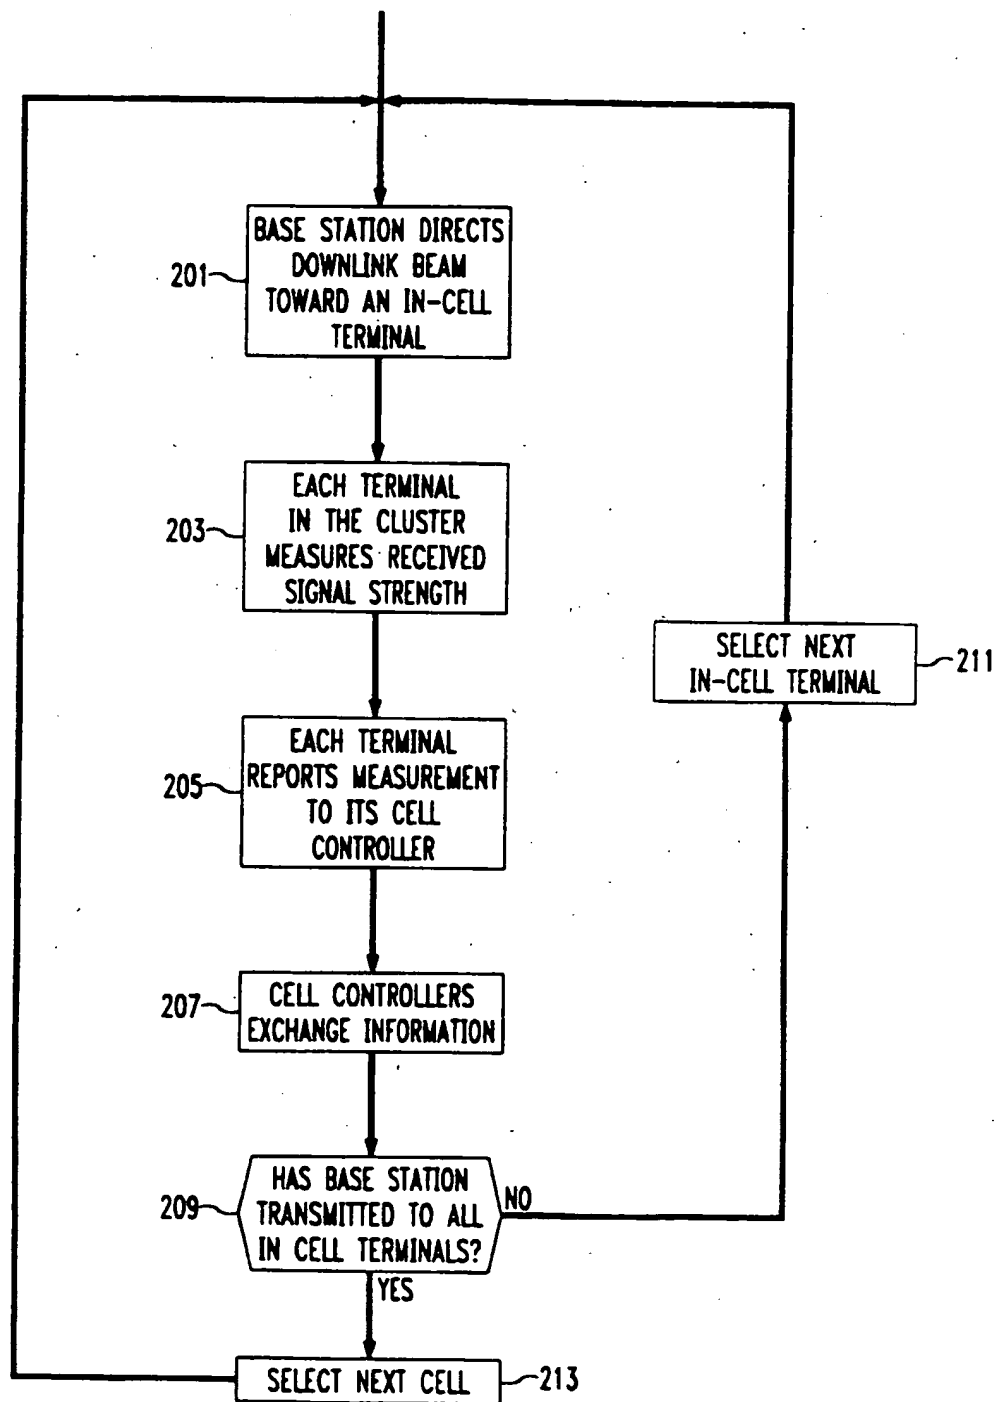 BASE STATION DIRECTS
DOWNLINK BEAM
TOWARD AN IN-CELL
TERMINAL
201
EACH TERMINAL
IN THE CLUSTER
MEASURES RECEIVED
SIGNAL STRENGTH
203
SELECT NEXT
IN-CELL TERMINAL
211
EACH TERMINAL
REPORTS MEASUREMENT
TO ITS CELL
CONTROLLER
205
CELL CONTROLLERS
EXCHANGE INFORMATION
207
HAS BASE STATION
TRANSMITTED TO ALL
IN CELL TERMINALS?
209
NO
YES
SELECT NEXT CELL
213